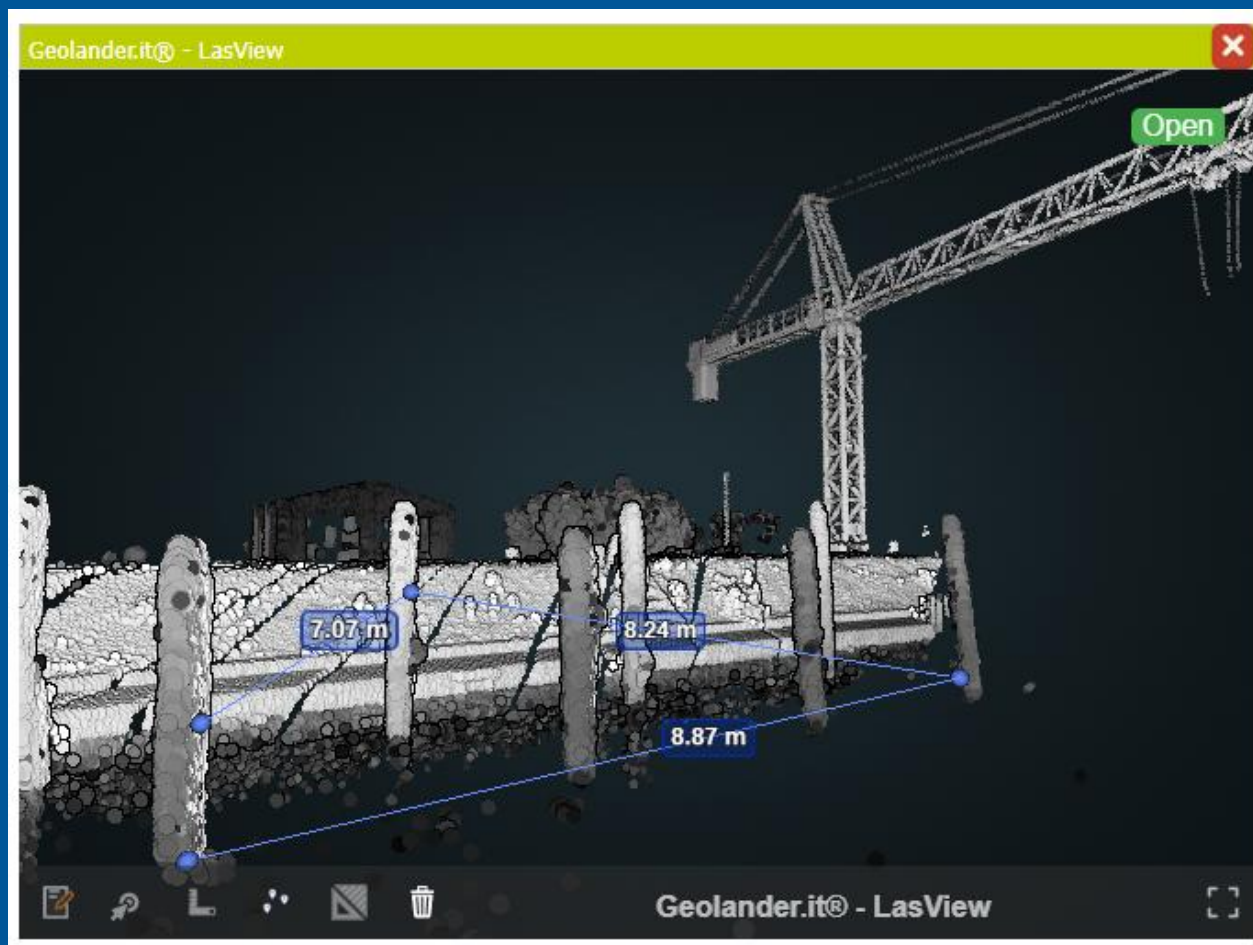 Geolander.it® - LasView
Open
7.07 m
8.24 m
8.87 m
Geolander.it® - LasView